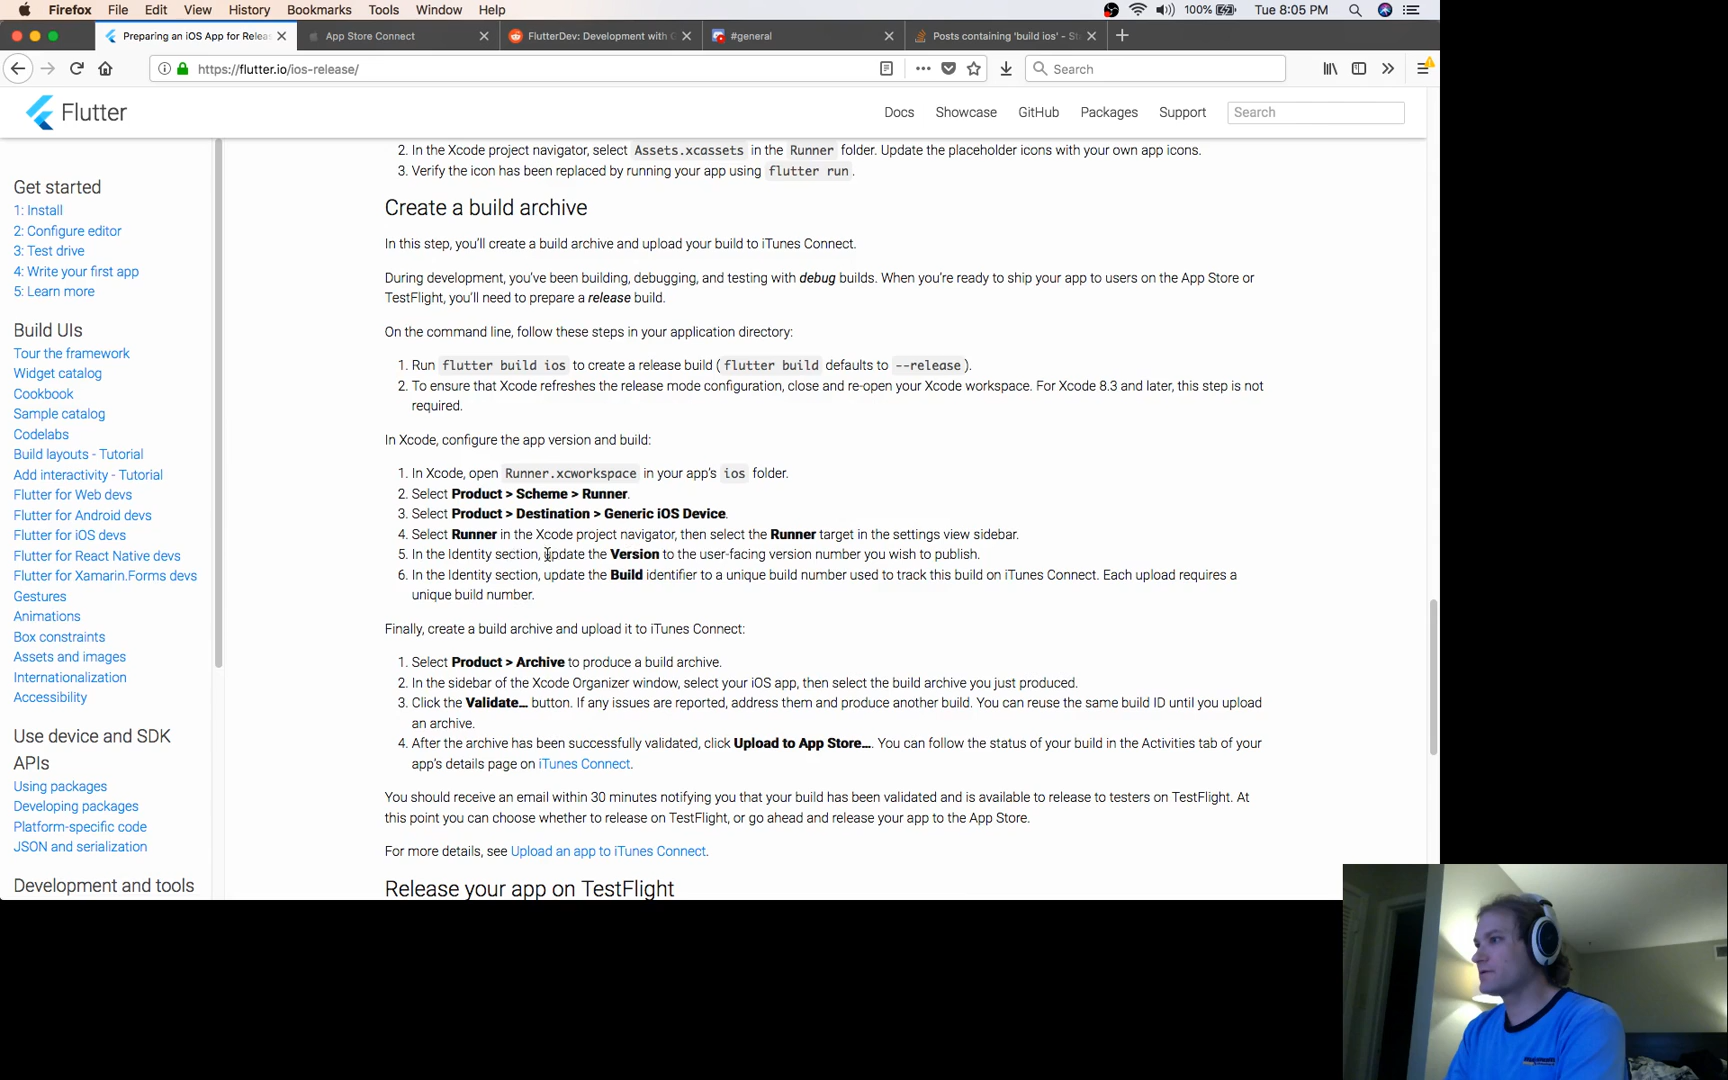 Firefox File Edit View History Bookmarks Tools Window Help 100% Tue 8:05 PM
Preparing an iOS App for Relea App Store Connect FlutterDev: Development with G #general Posts containing 'build ios' - St
https://flutter.io/ios-release/ Search
Flutter Docs Showcase GitHub Packages Support Search
Get started
1: Install
2: Configure editor
3: Test drive
4: Write your first app
5: Learn more
Build UIs
Tour the framework
Widget catalog
Cookbook
Sample catalog
Codelabs
Build layouts - Tutorial
Add interactivity - Tutorial
Flutter for Web devs
Flutter for Android devs
Flutter for iOS devs
Flutter for React Native devs
Flutter for Xamarin.Forms devs
Gestures
Animations
Box constraints
Assets and images
Internationalization
Accessibility
Use device and SDK
APIs
Using packages
Developing packages
Platform-specific code
JSON and serialization
Development and tools
2. In the Xcode project navigator, select Assets.xcassets in the Runner folder. Update the placeholder icons with your own app icons.
3. Verify the icon has been replaced by running your app using flutter run.
Create a build archive
In this step, you'll create a build archive and upload your build to iTunes Connect.
During development, you've been building, debugging, and testing with debug builds. When you're ready to ship your app to users on the App Store or
TestFlight, you'll need to prepare a release build.
On the command line, follow these steps in your application directory:
1. Run flutter build ios to create a release build (flutter build defaults to --release).
2. To ensure that Xcode refreshes the release mode configuration, close and re-open your Xcode workspace. For Xcode 8.3 and later, this step is not
required.
In Xcode, configure the app version and build:
1. In Xcode, open Runner.xcworkspace in your app's ios folder.
2. Select Product > Scheme > Runner.
3. Select Product > Destination > Generic iOS Device.
4. Select Runner in the Xcode project navigator, then select the Runner target in the settings view sidebar.
5. In the Identity section, update the Version to the user-facing version number you wish to publish.
6. In the Identity section, update the Build identifier to a unique build number used to track this build on iTunes Connect. Each upload requires a
unique build number.
Finally, create a build archive and upload it to iTunes Connect:
1. Select Product > Archive to produce a build archive.
2. In the sidebar of the Xcode Organizer window, select your iOS app, then select the build archive you just produced.
3. Click the Validate... button. If any issues are reported, address them and produce another build. You can reuse the same build ID until you upload
an archive.
4. After the archive has been successfully validated, click Upload to App Store.... You can follow the status of your build in the Activities tab of your
app's details page on iTunes Connect.
You should receive an email within 30 minutes notifying you that your build has been validated and is available to release to testers on TestFlight. At
this point you can choose whether to release on TestFlight, or go ahead and release your app to the App Store.
For more details, see Upload an app to iTunes Connect.
Release your app on TestFlight